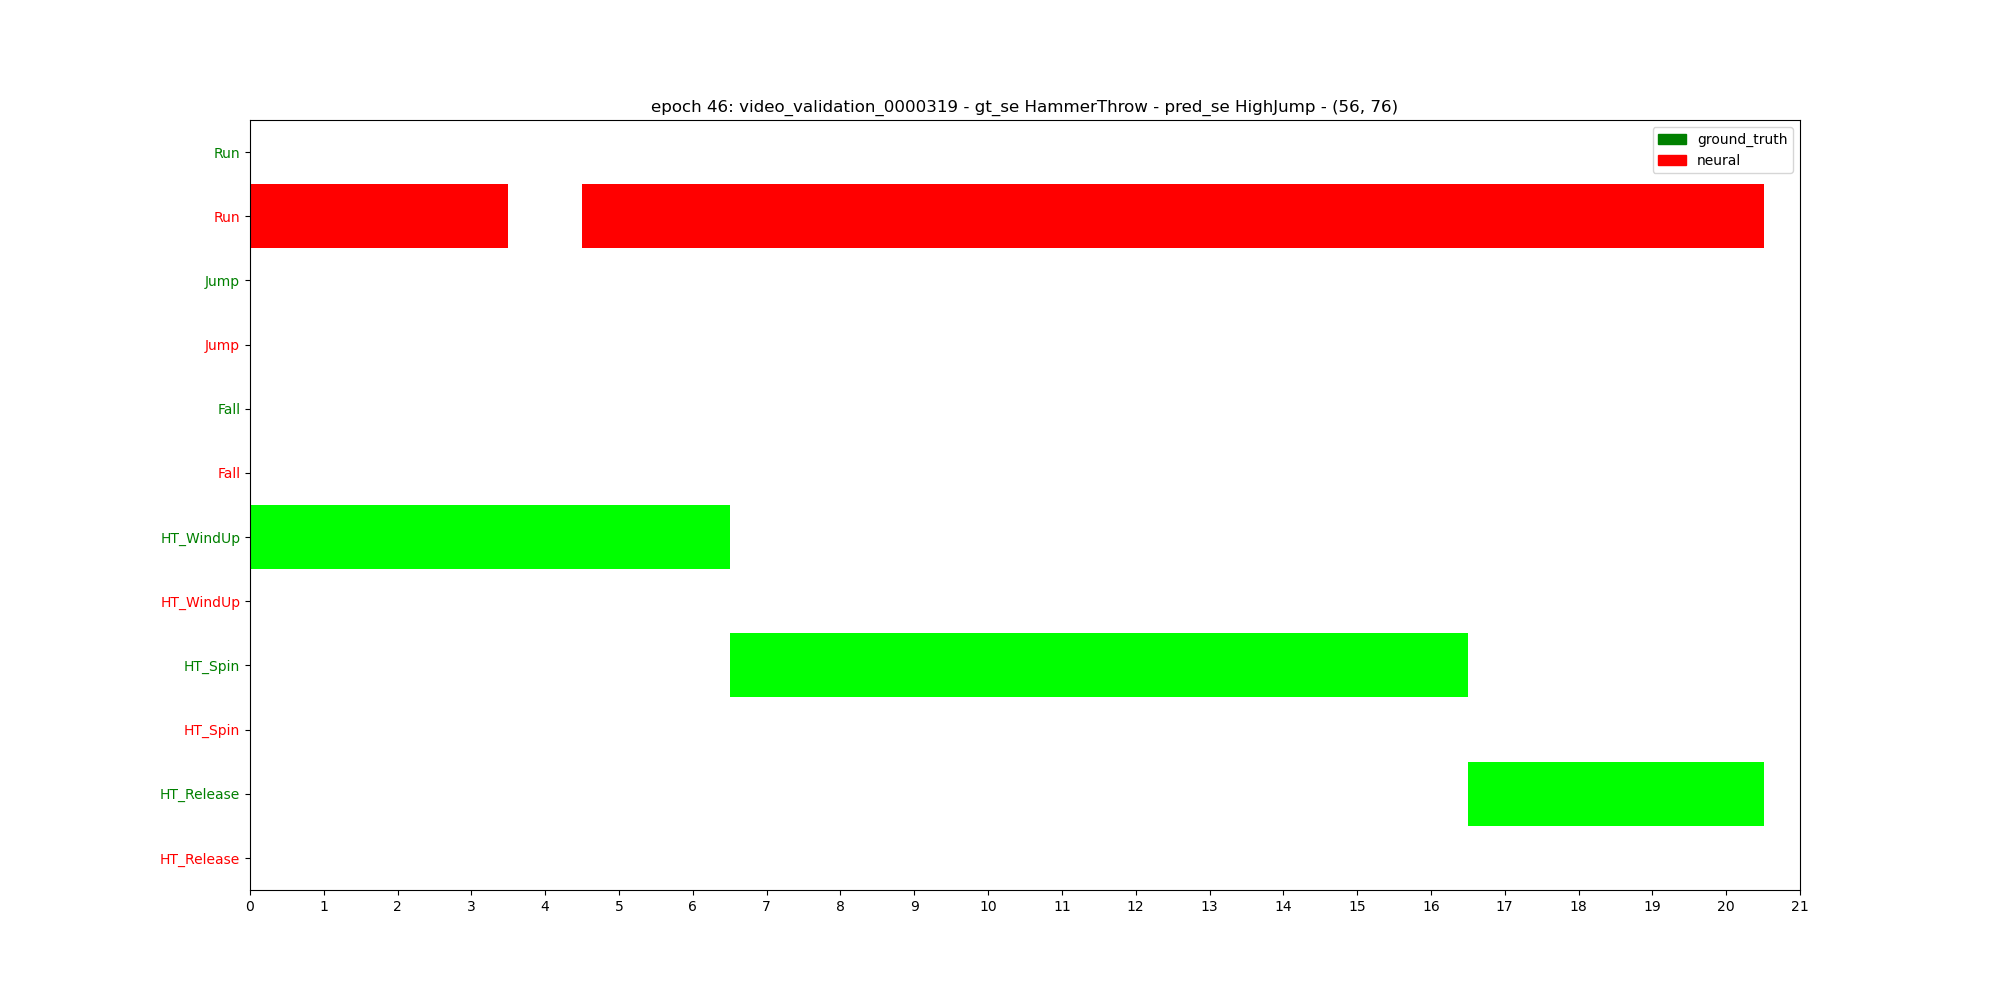 epoch 46: video_validation_0000319 - gt_se HammerThrow - pred_se HighJump - (56, 76)
ground_truth
neural
Run
Run
Jump
Jump
Fall
Fall
HT_WindUp
HT_WindUp
HT_Spin
HT_Spin
HT_Release
HT_Release
0 1 2 3 4 5 6 7 8 9 10 11 12 13 14 15 16 17 18 19 20 21